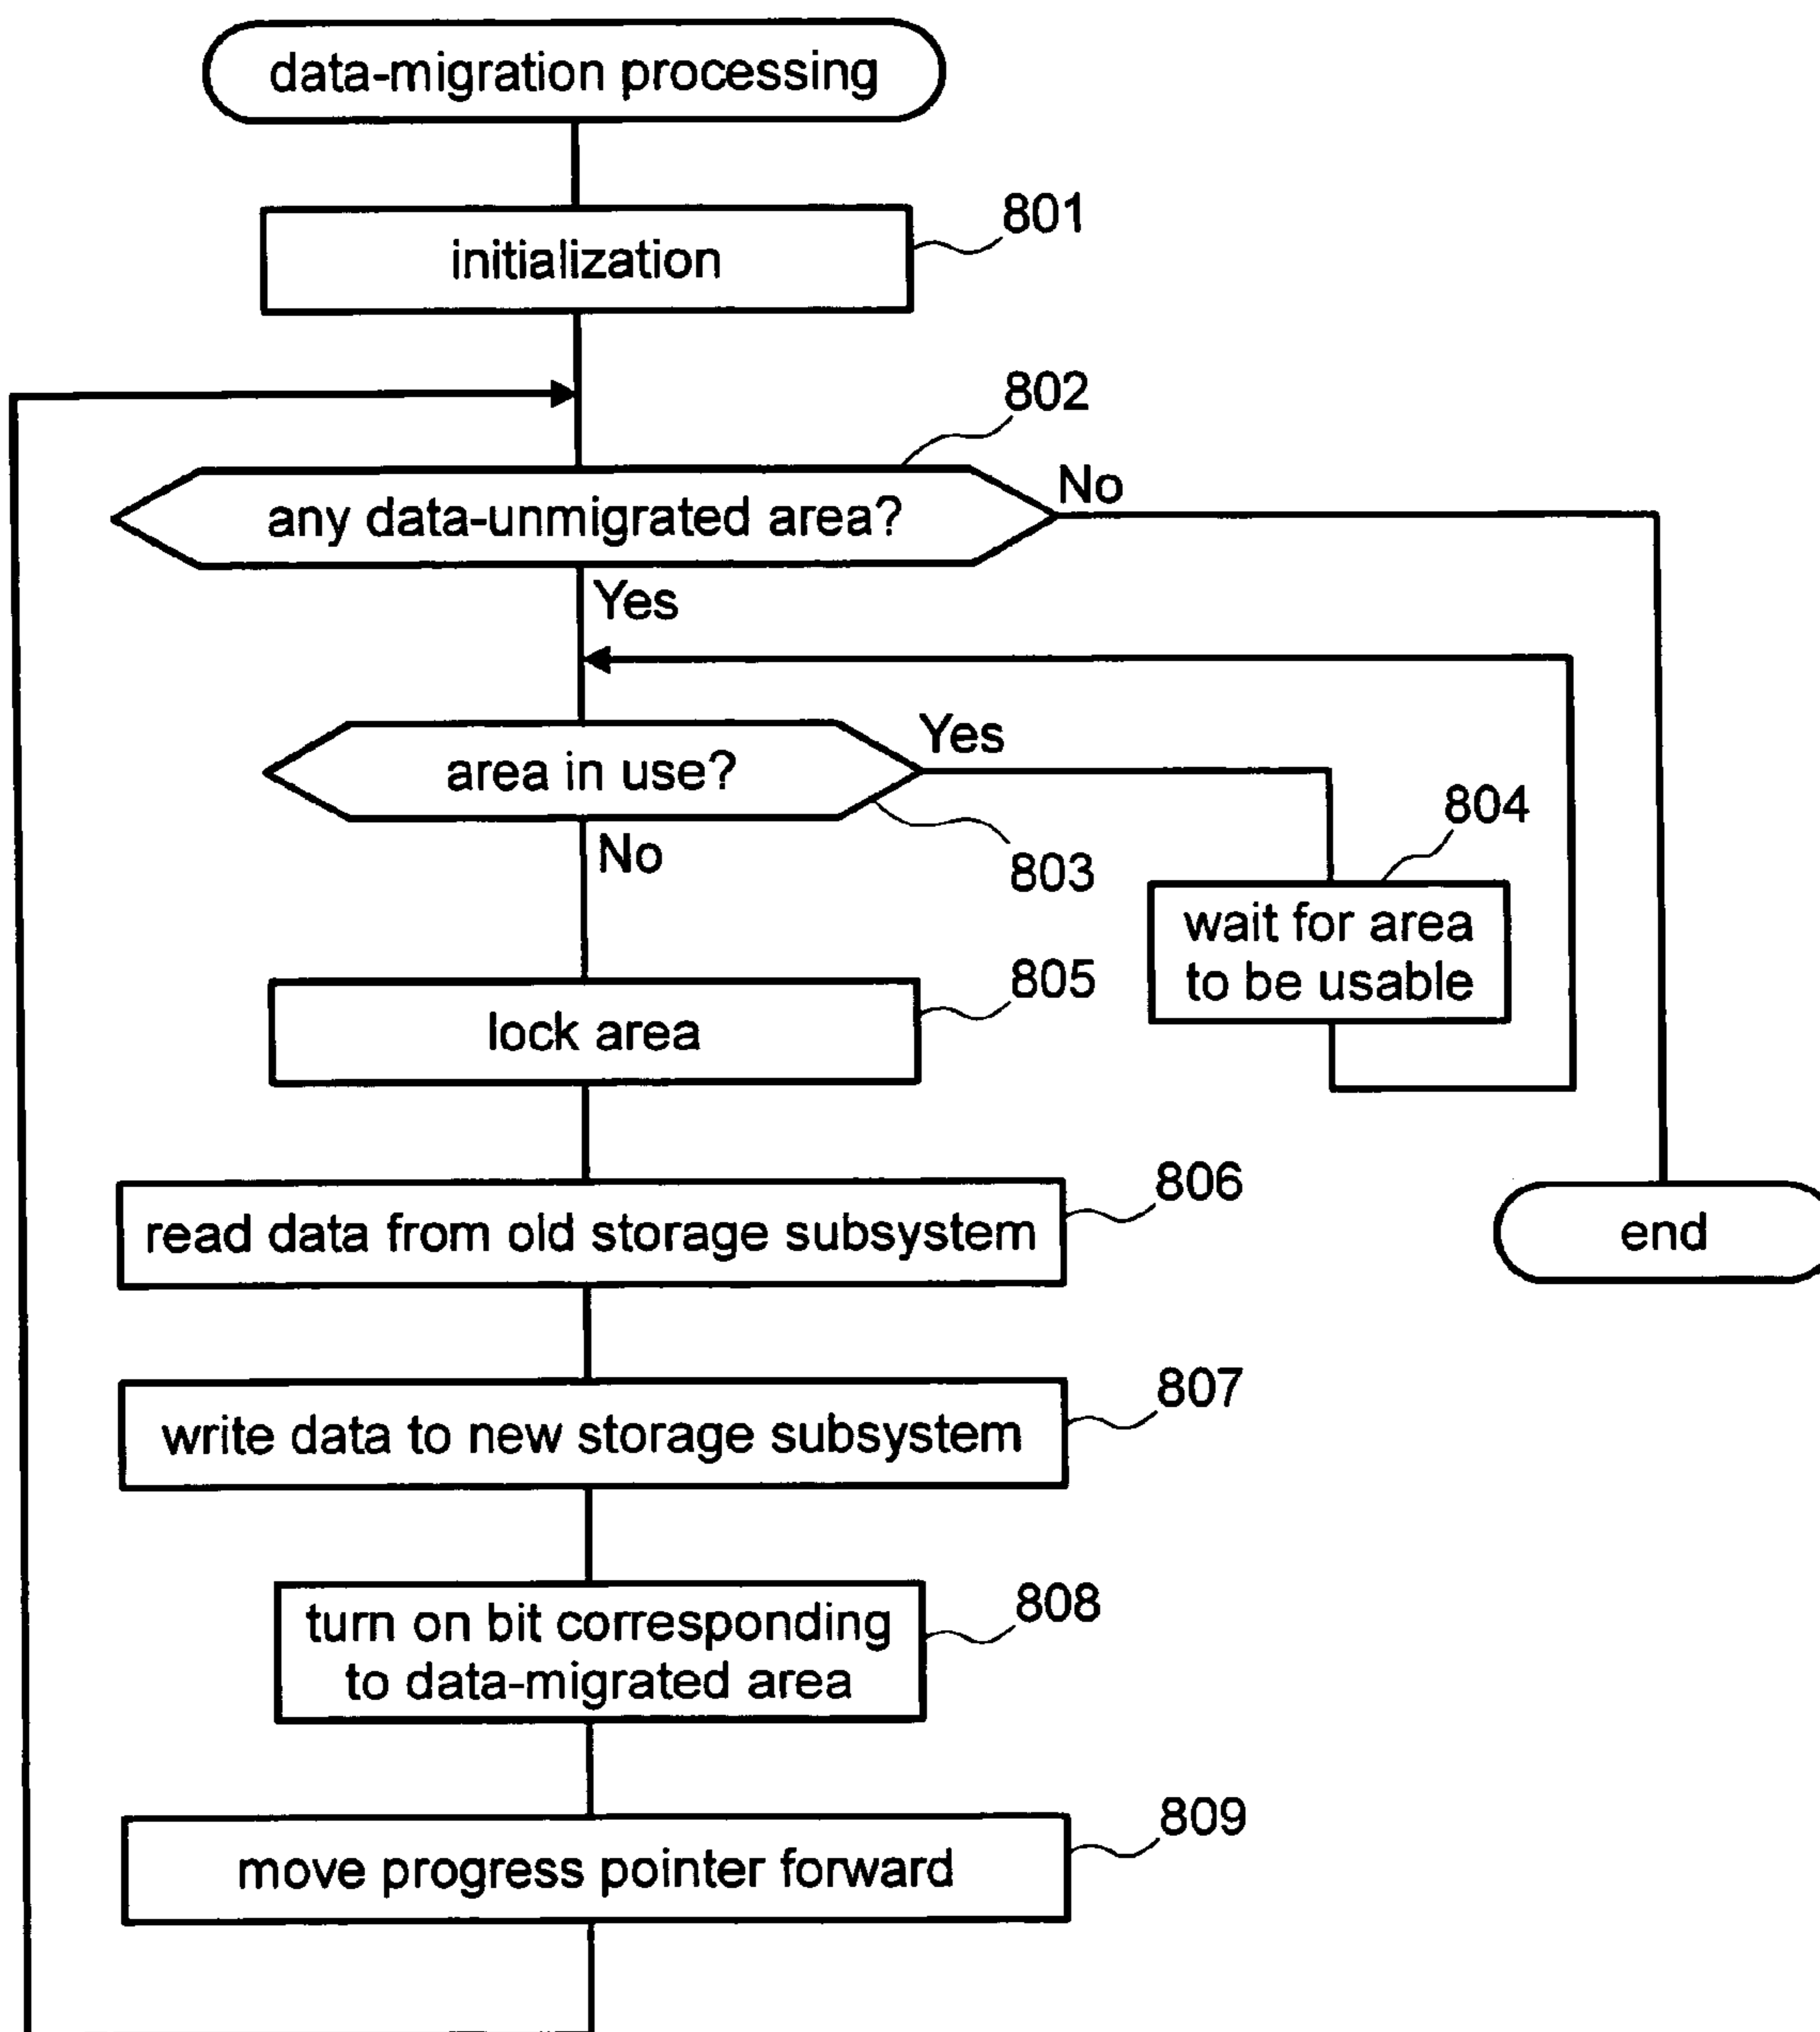 data-migration processing
801
initialization
802
any data-unmigrated area?
No
Yes
area in use?
Yes
803
No
804
wait for area
to be usable
805
lock area
806
read data from old storage subsystem
end
807
write data to new storage subsystem
808
turn on bit corresponding
to data-migrated area
809
move progress pointer forward